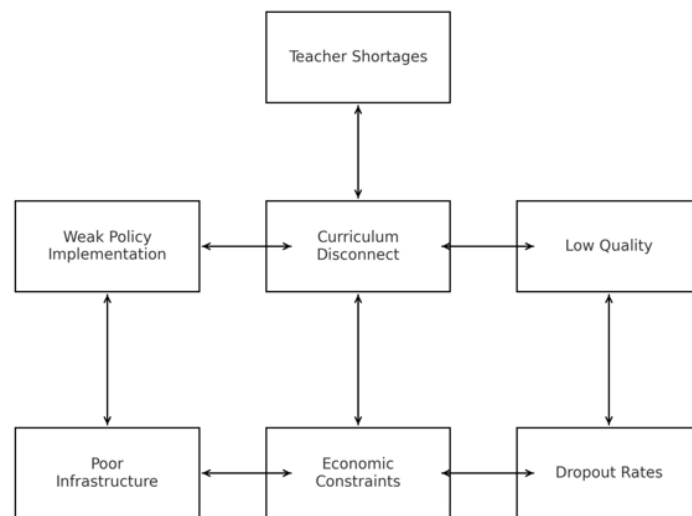 Teacher Shortages
Weak Policy
Implementation
Curriculum
Disconnect
Low Quality
Poor
Infrastructure
Economic
Constraints
Dropout Rates